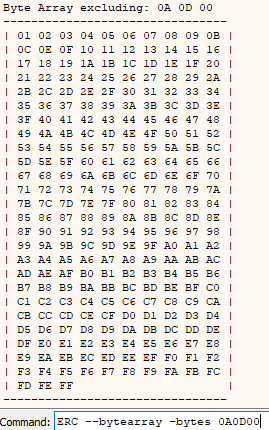 Byte Array excluding: 0A 0D 00
---------------------------------
| 01 02 03 04 05 06 07 08 09 0B |
| 0C 0E 0F 10 11 12 13 14 15 16 |
| 17 18 19 1A 1B 1C 1D 1E 1F 20 |
| 21 22 23 24 25 26 27 28 29 2A |
| 2B 2C 2D 2E 2F 30 31 32 33 34 |
| 35 36 37 38 39 3A 3B 3C 3D 3E |
| 3F 40 41 42 43 44 45 46 47 48 |
| 49 4A 4B 4C 4D 4E 4F 50 51 52 |
| 53 54 55 56 57 58 59 5A 5B 5C |
| 5D 5E 5F 60 61 62 63 64 65 66 |
| 67 68 69 6A 6B 6C 6D 6E 6F 70 |
| 71 72 73 74 75 76 77 78 79 7A |
| 7B 7C 7D 7E 7F 80 81 82 83 84 |
| 85 86 87 88 89 8A 8B 8C 8D 8E |
| 8F 90 91 92 93 94 95 96 97 98 |
| 99 9A 9B 9C 9D 9E 9F A0 A1 A2 |
| A3 A4 A5 A6 A7 A8 A9 AA AB AC |
| AD AE AF B0 B1 B2 B3 B4 B5 B6 |
| B7 B8 B9 BA BB BC BD BE BF C0 |
| C1 C2 C3 C4 C5 C6 C7 C8 C9 CA |
| CB CC CD CE CF D0 D1 D2 D3 D4 |
| D5 D6 D7 D8 D9 DA DB DC DD DE |
| DF E0 E1 E2 E3 E4 E5 E6 E7 E8 |
| E9 EA EB EC ED EE EF F0 F1 F2 |
| F3 F4 F5 F6 F7 F8 F9 FA FB FC |
| FD FE FF |
---------------------------------
Command: ERC --bytearray -bytes 0A0D00